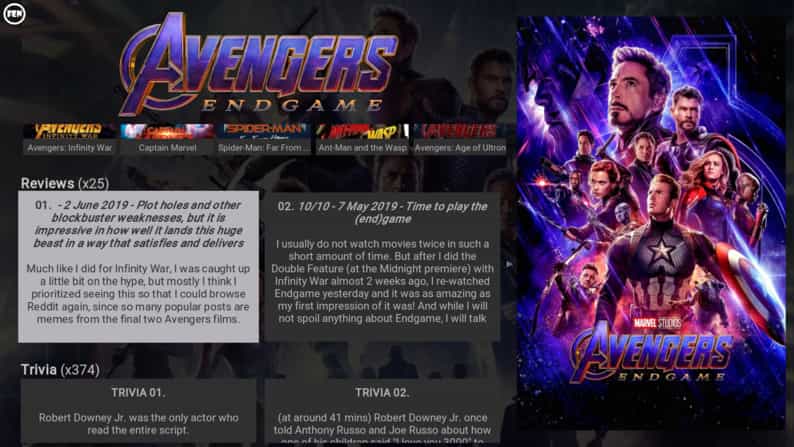 FEN
AVENGERS
ENDGAME
AVENGERS
INFINITY WAR
SPIDER-MAN
Avengers: Infinity War
Captain Marvel
Spider-Man: Far From ...
Ant-Man and the Wasp
Avengers: Age of Ultron
Reviews (x25)
01. - 2 June 2019 - Plot holes and other
blockbuster weaknesses, but it is
impressive in how well it lands this huge
beast in a way that satisfies and delivers
Much like I did for Infinity War, I was caught up
a little bit on the hype, but mostly I think I
prioritized seeing this so that I could browse
Reddit again, since so many popular posts are
memes from the final two Avengers films.
02. 10/10 - 7 May 2019 - Time to play the
(end)game
I usually do not watch movies twice in such a
short amount of time. But after I did the
Double Feature (at the Midnight premiere) with
Infinity War almost 2 weeks ago, I re-watched
Endgame yesterday and it was as amazing as
my first impression of it was! And while I will
not spoil anything about Endgame, I will talk
Trivia (x374)
TRIVIA 01.
Robert Downey Jr. was the only actor who
read the entire script.
TRIVIA 02.
(at around 41 mins) Robert Downey Jr. once
told Anthony Russo and Joe Russo about how
one of his children said "I love you 3000" to
MARVEL STUDIOS
AVENGERS
ENDGAME